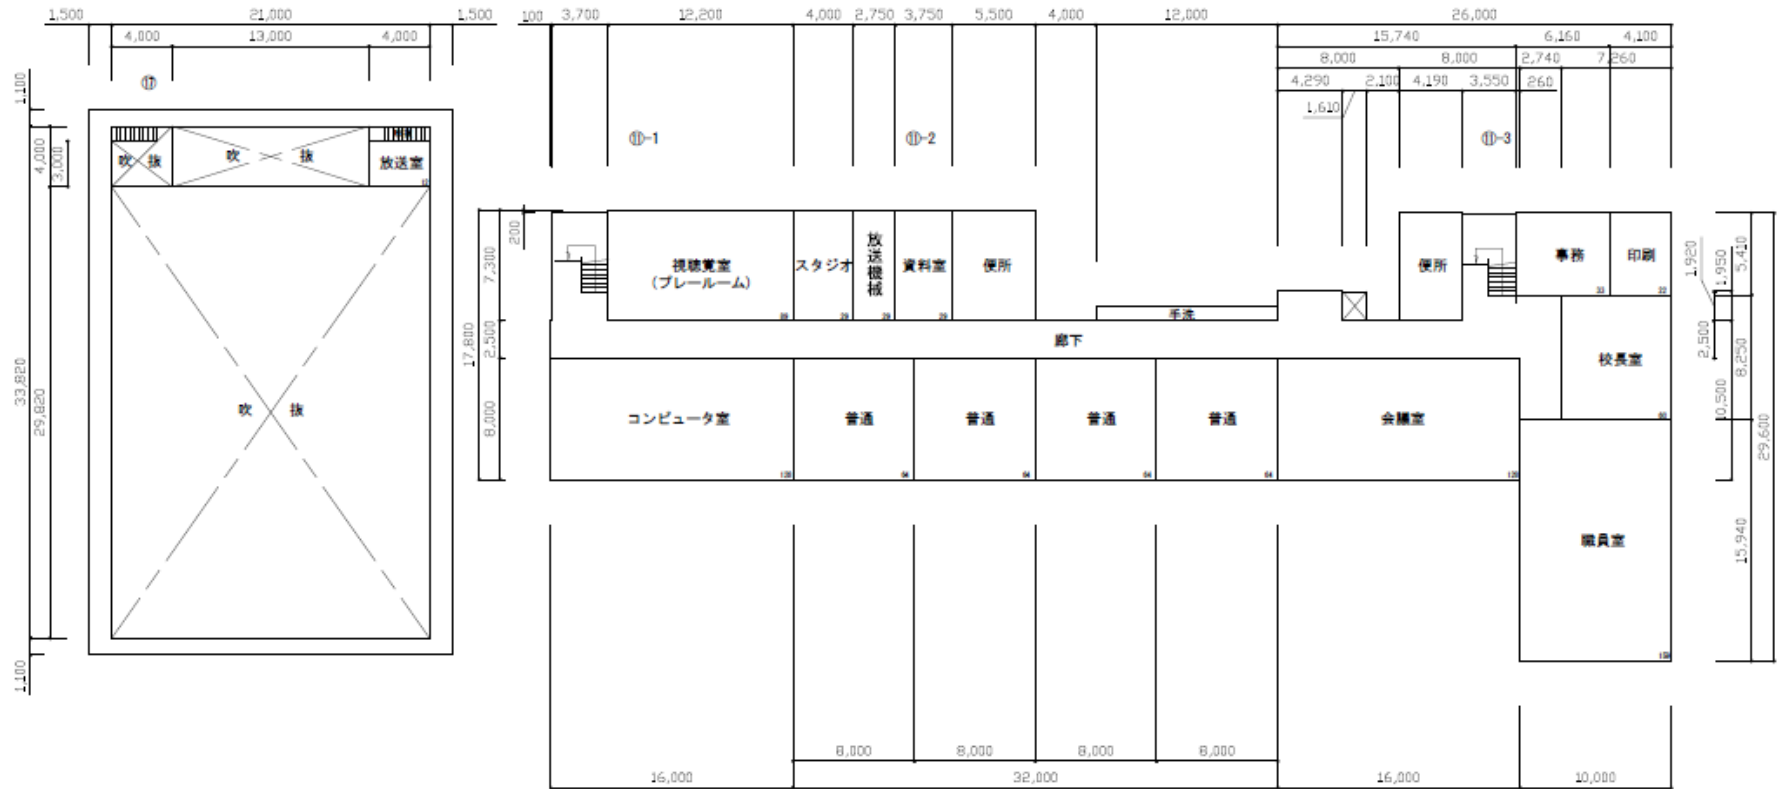 1,500 21,000 1,500 100 3,700 12,200 4,000 2,750 3,750 5,500 4,000 12,000 26,000
4,000 13,000 4,000 15,740 6,160 4,100
8,000 8,000 2,740 7,260
4,290 2,100 4,190 3,550 260
1,610
⑰ ⑪-1 ⑪-2 ⑪-3
1,100
4,000
3,000
33,820
29,820
1,100
吹 抜
吹 抜
放送室
吹 抜
200
7,300
17,800
2,500
8,000
視聴覚室
(プレールーム)
スタジオ
放送機械
資料室
便所
便所
事務
印刷
33
22
手洗
廊下
校長室
コンピュータ室
普通
普通
普通
普通
会議室
職員室
64
64
64
64
1,920
1,950
5,410
2,500
8,250
10,500
29,600
15,940
8,000 8,000 8,000 8,000
16,000 32,000 16,000 10,000